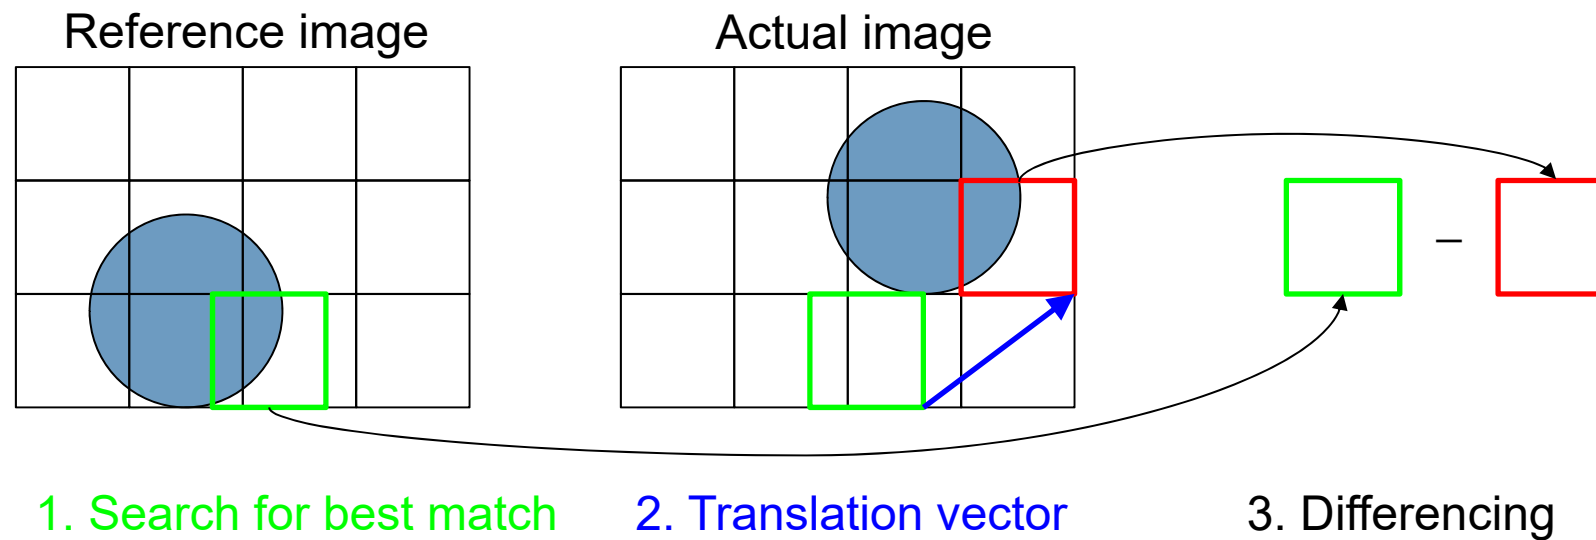 Reference image
Actual image
–
1. Search for best match
2. Translation vector
3. Differencing